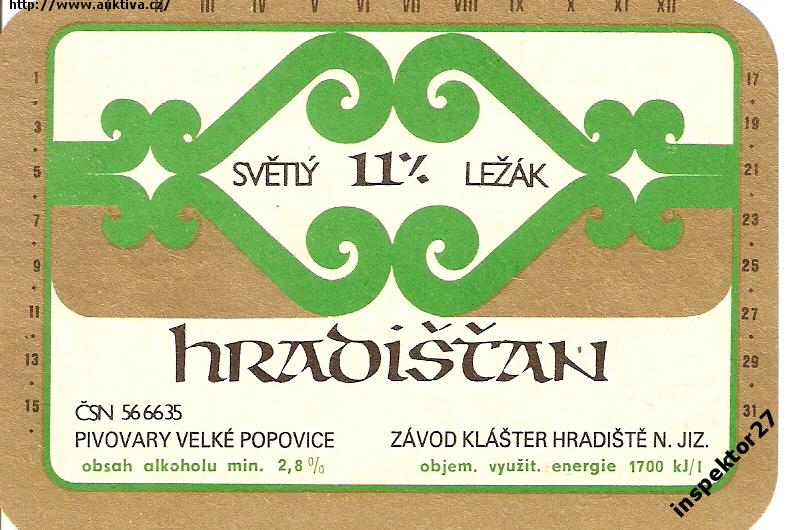 http://www.auktiva.cz/
III IV V VI VII VIII IX X XI XII
1 17
3 19
5 21
7 23
9 25
11 27
13 29
15 31
SVĚTLÝ 11% LEŽÁK
hRADIŠŤAN
ČSN 56 6635
PIVOVARY VELKÉ POPOVICE ZÁVOD KLÁŠTER HRADIŠTĚ N. JIZ.
obsah alkoholu min. 2,8% objem. využit. energie 1700 kJ/l
inspektor27